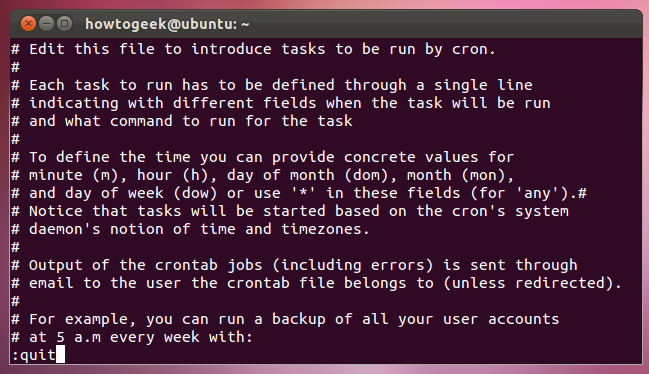 howtogeek@ubuntu: ~
# Edit this file to introduce tasks to be run by cron.
#
# Each task to run has to be defined through a single line
# indicating with different fields when the task will be run
# and what command to run for the task
#
# To define the time you can provide concrete values for
# minute (m), hour (h), day of month (dom), month (mon),
# and day of week (dow) or use '*' in these fields (for 'any').#
# Notice that tasks will be started based on the cron's system
# daemon's notion of time and timezones.
#
# Output of the crontab jobs (including errors) is sent through
# email to the user the crontab file belongs to (unless redirected).
#
# For example, you can run a backup of all your user accounts
# at 5 a.m every week with:
:quit